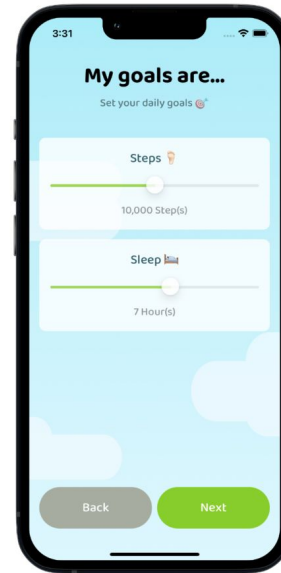 3:31
My goals are...
Set your daily goals 🎯
Steps 🦶
10,000 Step(s)
Sleep 🛌
7 Hour(s)
Back
Next